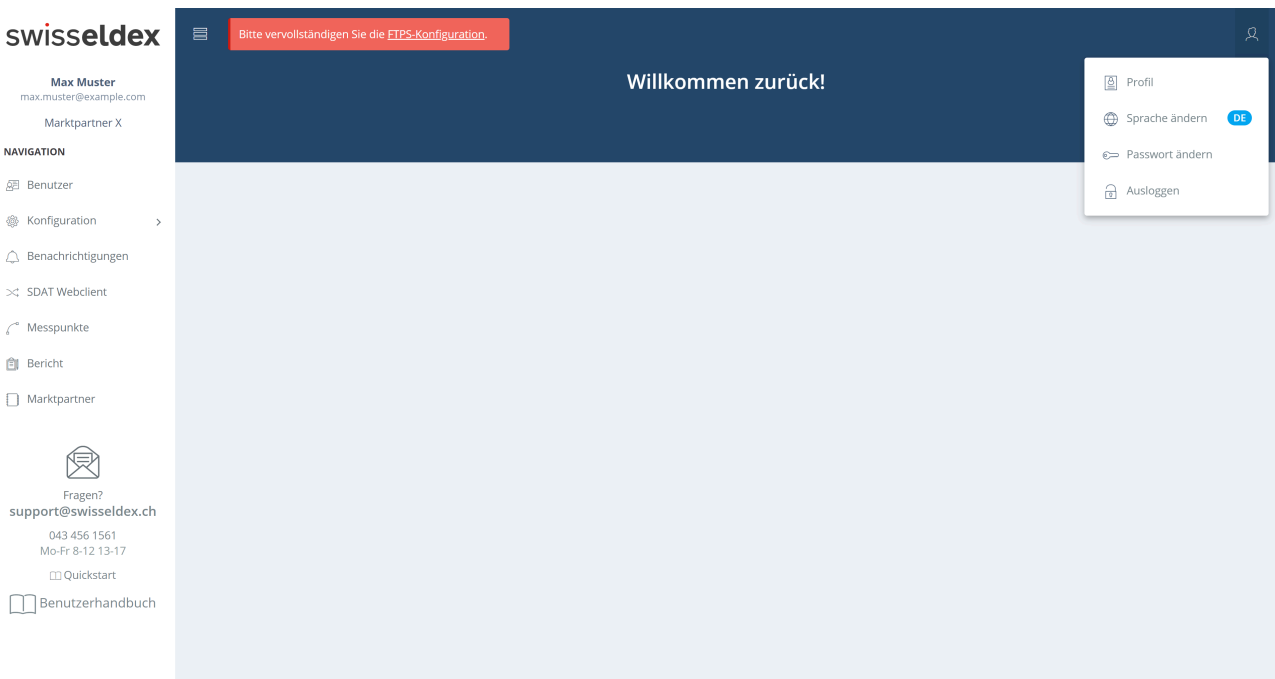 swisseldex
Max Muster
max.muster@example.com
Marktpartner X
NAVIGATION
Benutzer
Konfiguration
Benachrichtigungen
SDAT Webclient
Messpunkte
Bericht
Marktpartner
Fragen?
support@swisseldex.ch
043 456 1561
Mo-Fr 8-12 13-17
Quickstart
Benutzerhandbuch
Bitte vervollständigen Sie die FTPS-Konfiguration.
Willkommen zurück!
Profil
Sprache ändern DE
Passwort ändern
Ausloggen